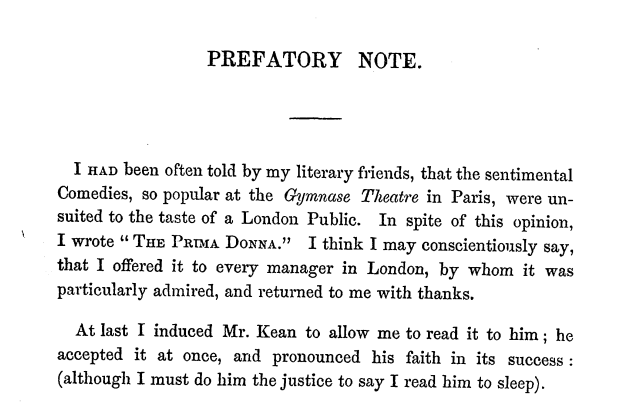 PREFATORY NOTE.
I HAD been often told by my literary friends, that the sentimental
Comedies, so popular at the Gymnase Theatre in Paris, were un-
suited to the taste of a London Public. In spite of this opinion,
I wrote “ THE PRIMA DONNA.” I think I may conscientiously say,
that I offered it to every manager in London, by whom it was
particularly admired, and returned to me with thanks.
At last I induced Mr. Kean to allow me to read it to him ; he
accepted it at once, and pronounced his faith in its success :
(although I must do him the justice to say I read him to sleep).